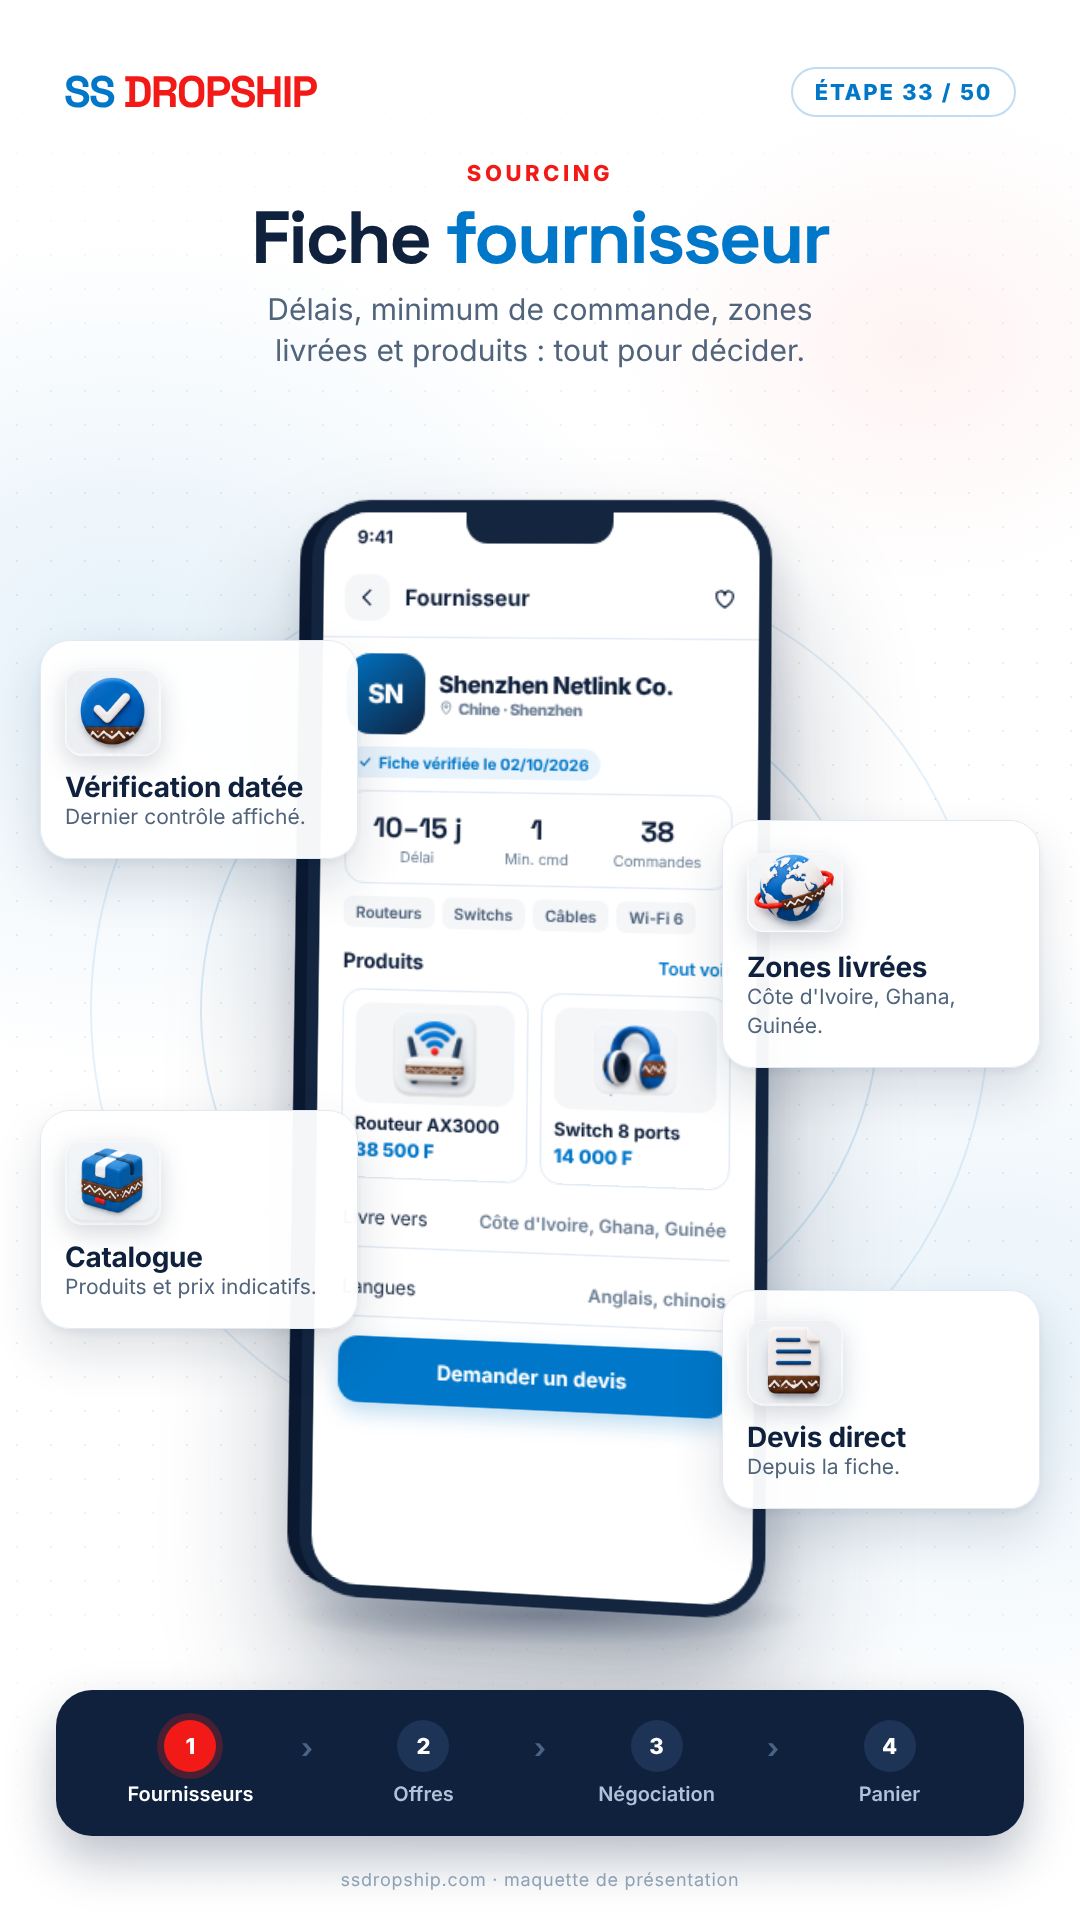 SS DROPSHIP
ÉTAPE 33 / 50
SOURCING
Fiche fournisseur
Délais, minimum de commande, zones
livrées et produits : tout pour décider.
9:41
Fournisseur
SN
Shenzhen Netlink Co.
Chine · Shenzhen
Fiche vérifiée le 02/10/2026
10–15 j
1
38
Délai
Min. cmd
Commandes
Routeurs
Switchs
Câbles
Wi-Fi 6
Produits
Tout voi
Routeur AX3000
38 500 F
Switch 8 ports
14 000 F
vre vers
Côte d'Ivoire, Ghana, Guinée
angues
Anglais, chinois
Demander un devis
Vérification datée
Dernier contrôle affiché.
Zones livrées
Côte d'Ivoire, Ghana,
Guinée.
Catalogue
Produits et prix indicatifs.
Devis direct
Depuis la fiche.
1
Fournisseurs
›
2
Offres
›
3
Négociation
›
4
Panier
ssdropship.com · maquette de présentation